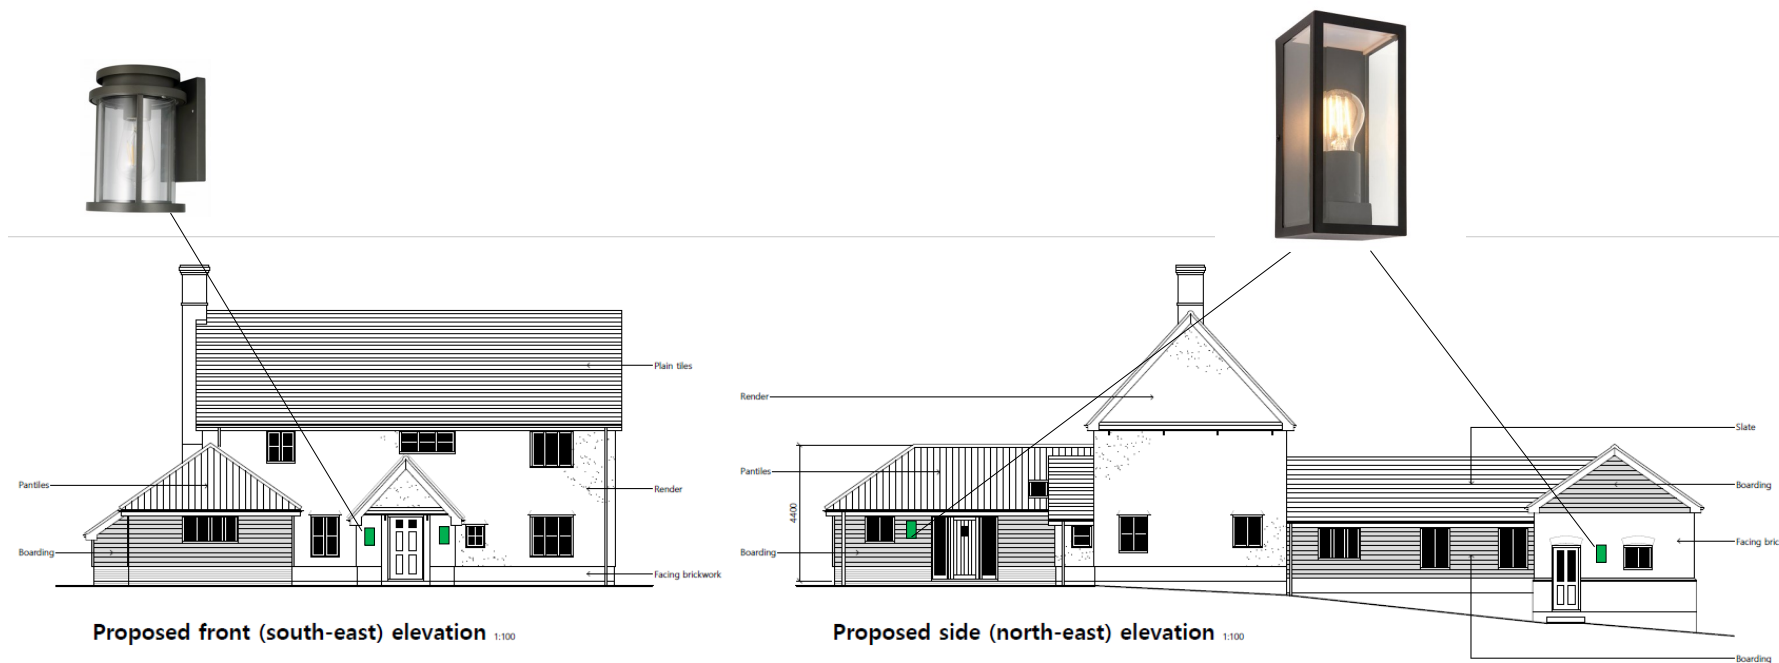 Plain tiles
Pantiles
Render
Boarding
Facing brickwork
Proposed front (south-east) elevation 1:100
Render
Slate
Pantiles
Boarding
4400
Boarding
Facing bric
Proposed side (north-east) elevation 1:100
Boarding